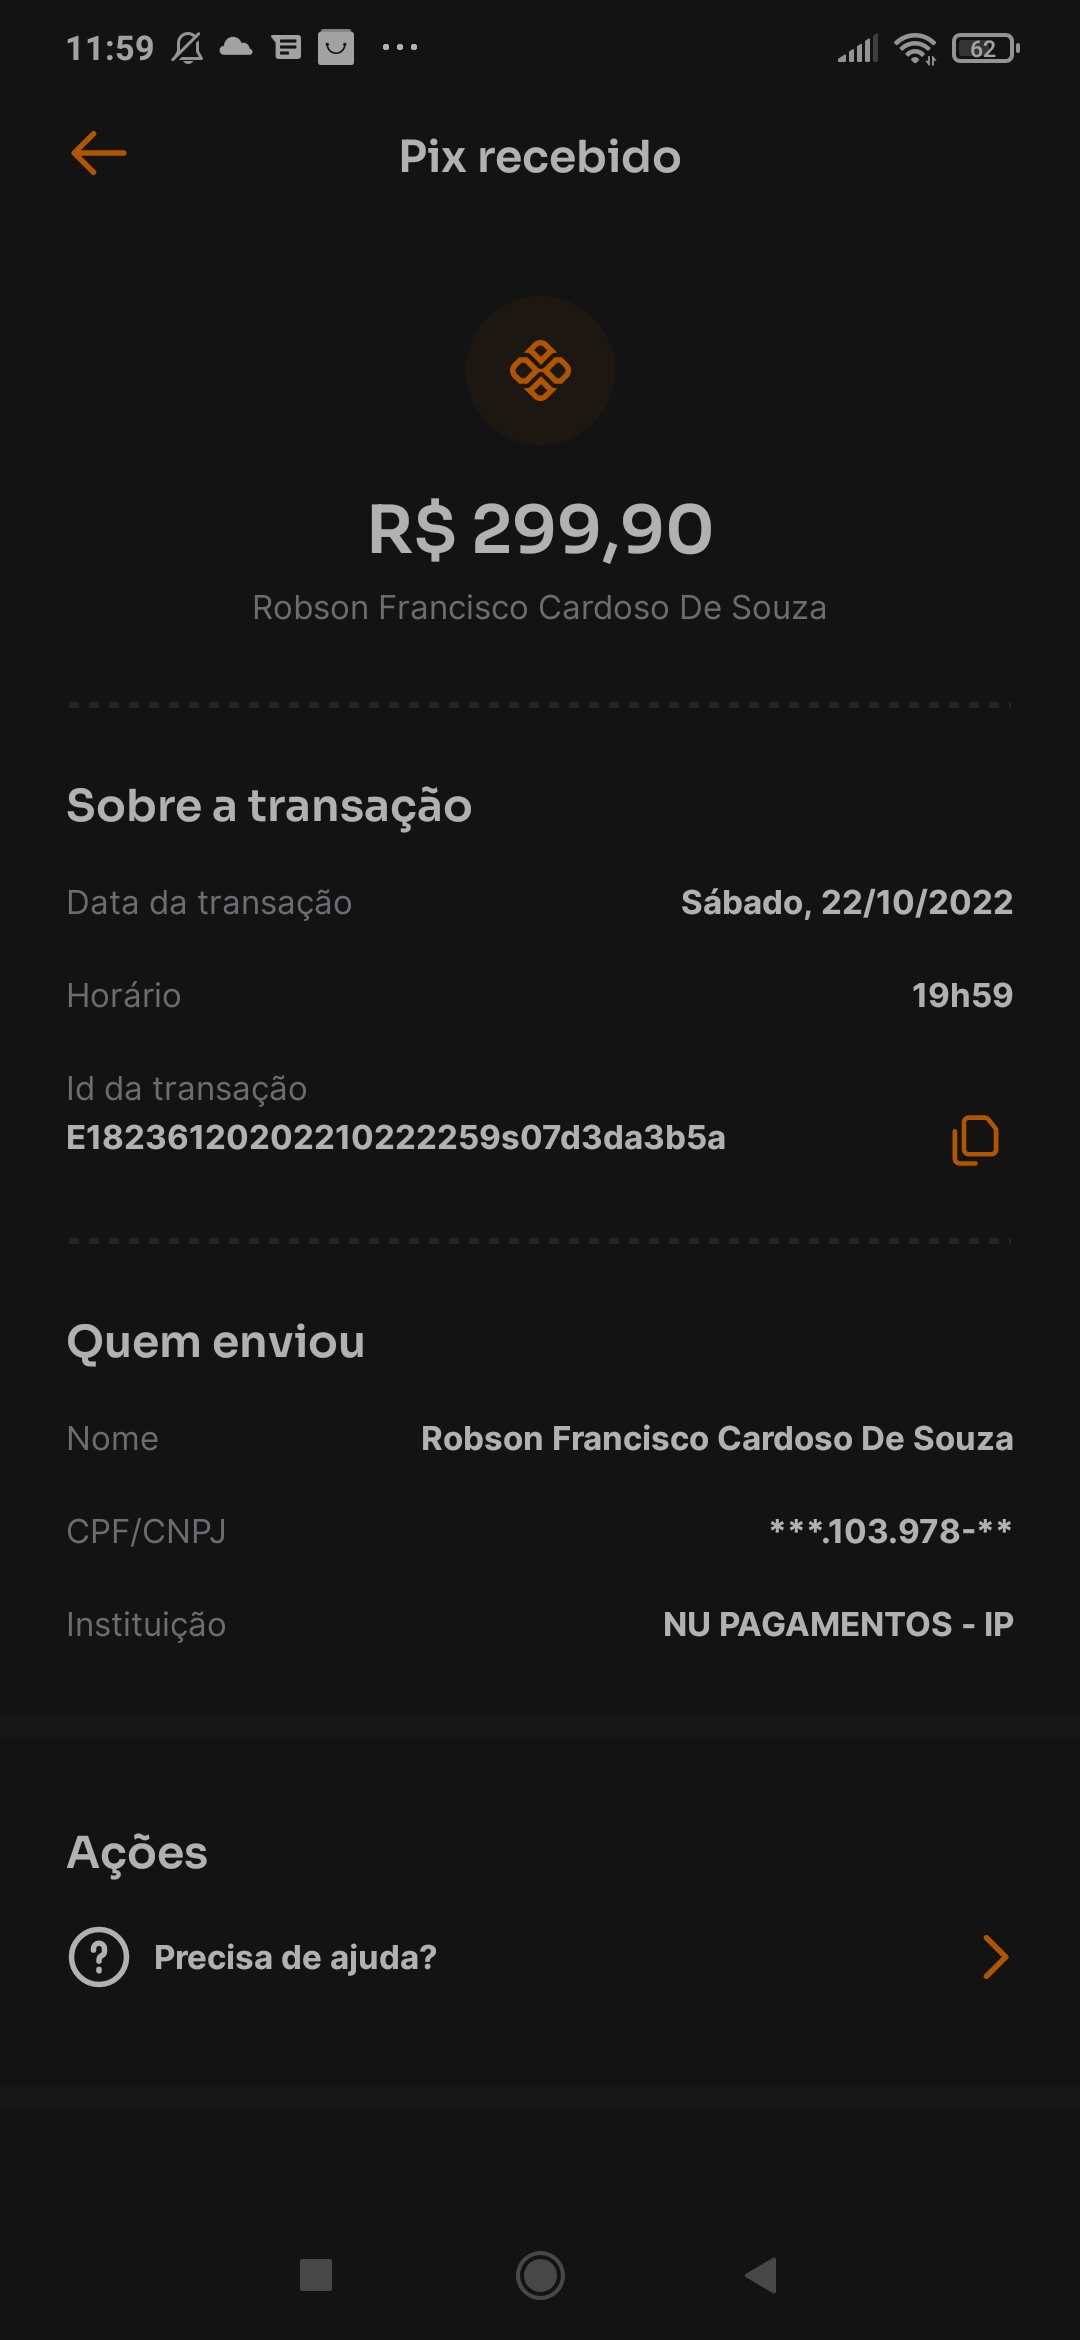 11:59
62
Pix recebido
R$ 299,90
Robson Francisco Cardoso De Souza
Sobre a transação
Data da transação Sábado, 22/10/2022
Horário 19h59
Id da transação
E18236120202210222259s07d3da3b5a
Quem enviou
Nome Robson Francisco Cardoso De Souza
CPF/CNPJ ***.103.978-**
Instituição NU PAGAMENTOS - IP
Ações
Precisa de ajuda?